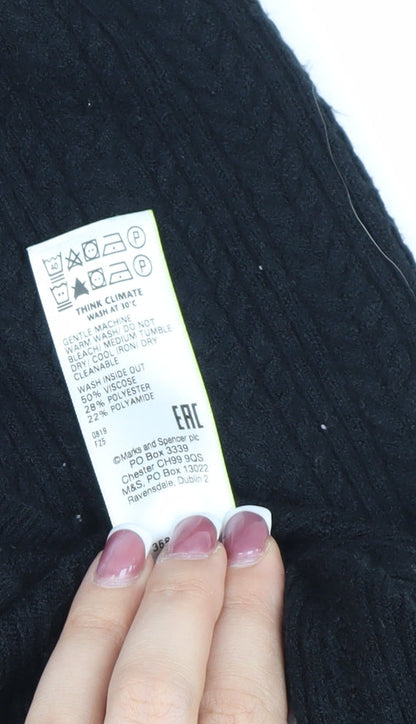 40 P
P
THINK CLIMATE
WASH AT 30°C
GENTLE MACHINE
WARM WASH/ DO NOT
BLEACH/ MEDIUM TUMBLE
DRY/ COOL IRON/ DRY
CLEANABLE
WASH INSIDE OUT
50% VISCOSE
28% POLYESTER
22% POLYAMIDE
0819
F25
EAC
©Marks and Spencer plc
PO Box 3339
Chester CH99 9QS
M&S, PO Box 13022
Ravensdale, Dublin 2